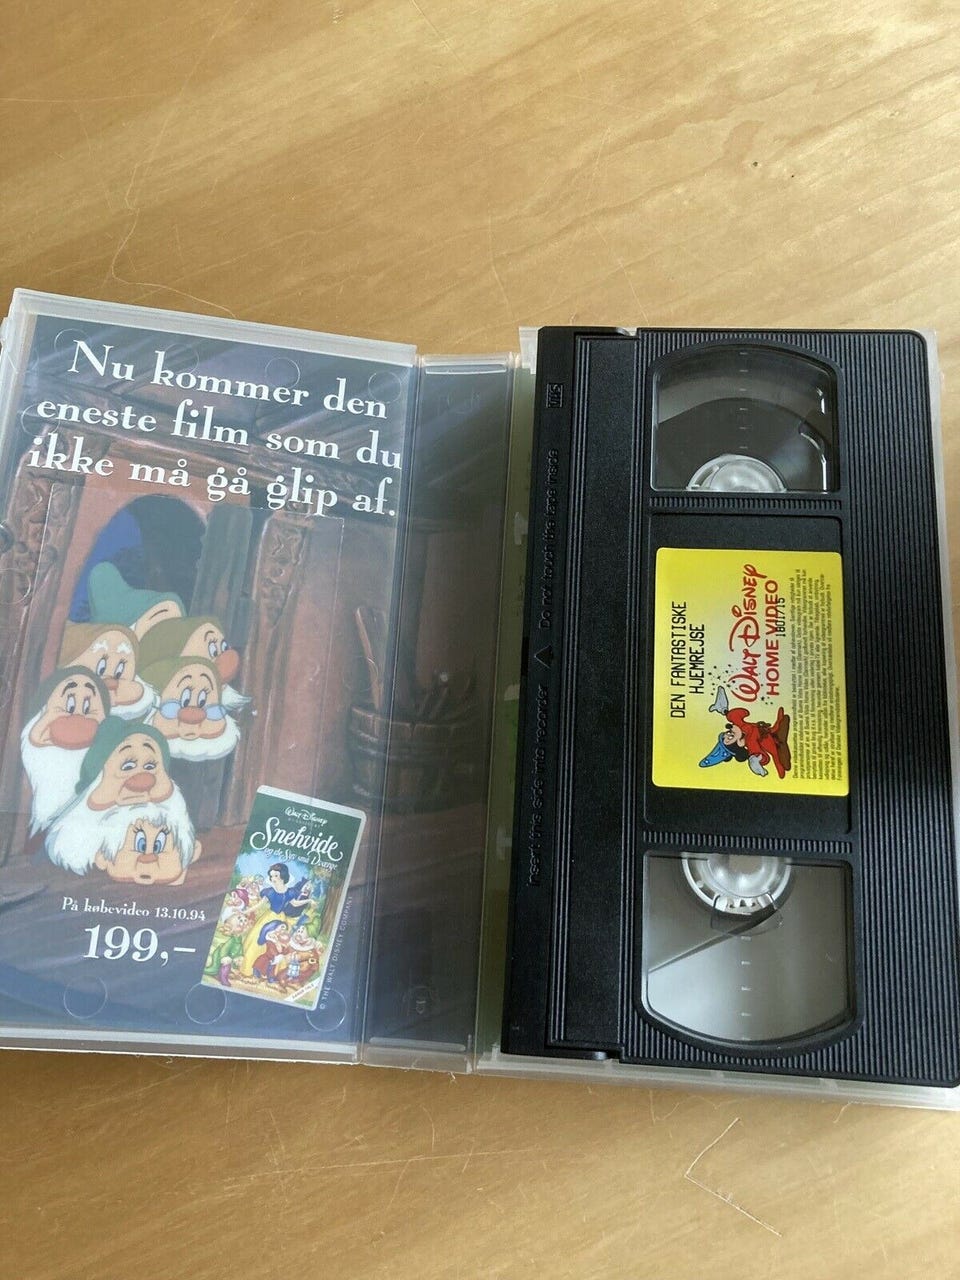 Nu kommer den
eneste film som du
ikke må gå glip af.
WALT DISNEY
Snehvide
og de Syv små Dværge
På købevideo 13.10.94
199,-
© THE WALT DISNEY COMPANY
VHS
Insert this side into recorder
Do not touch the tape inside
DEN FANTASTISKE
HJEMREJSE
WALT DISNEY
HOME VIDEO
1801715